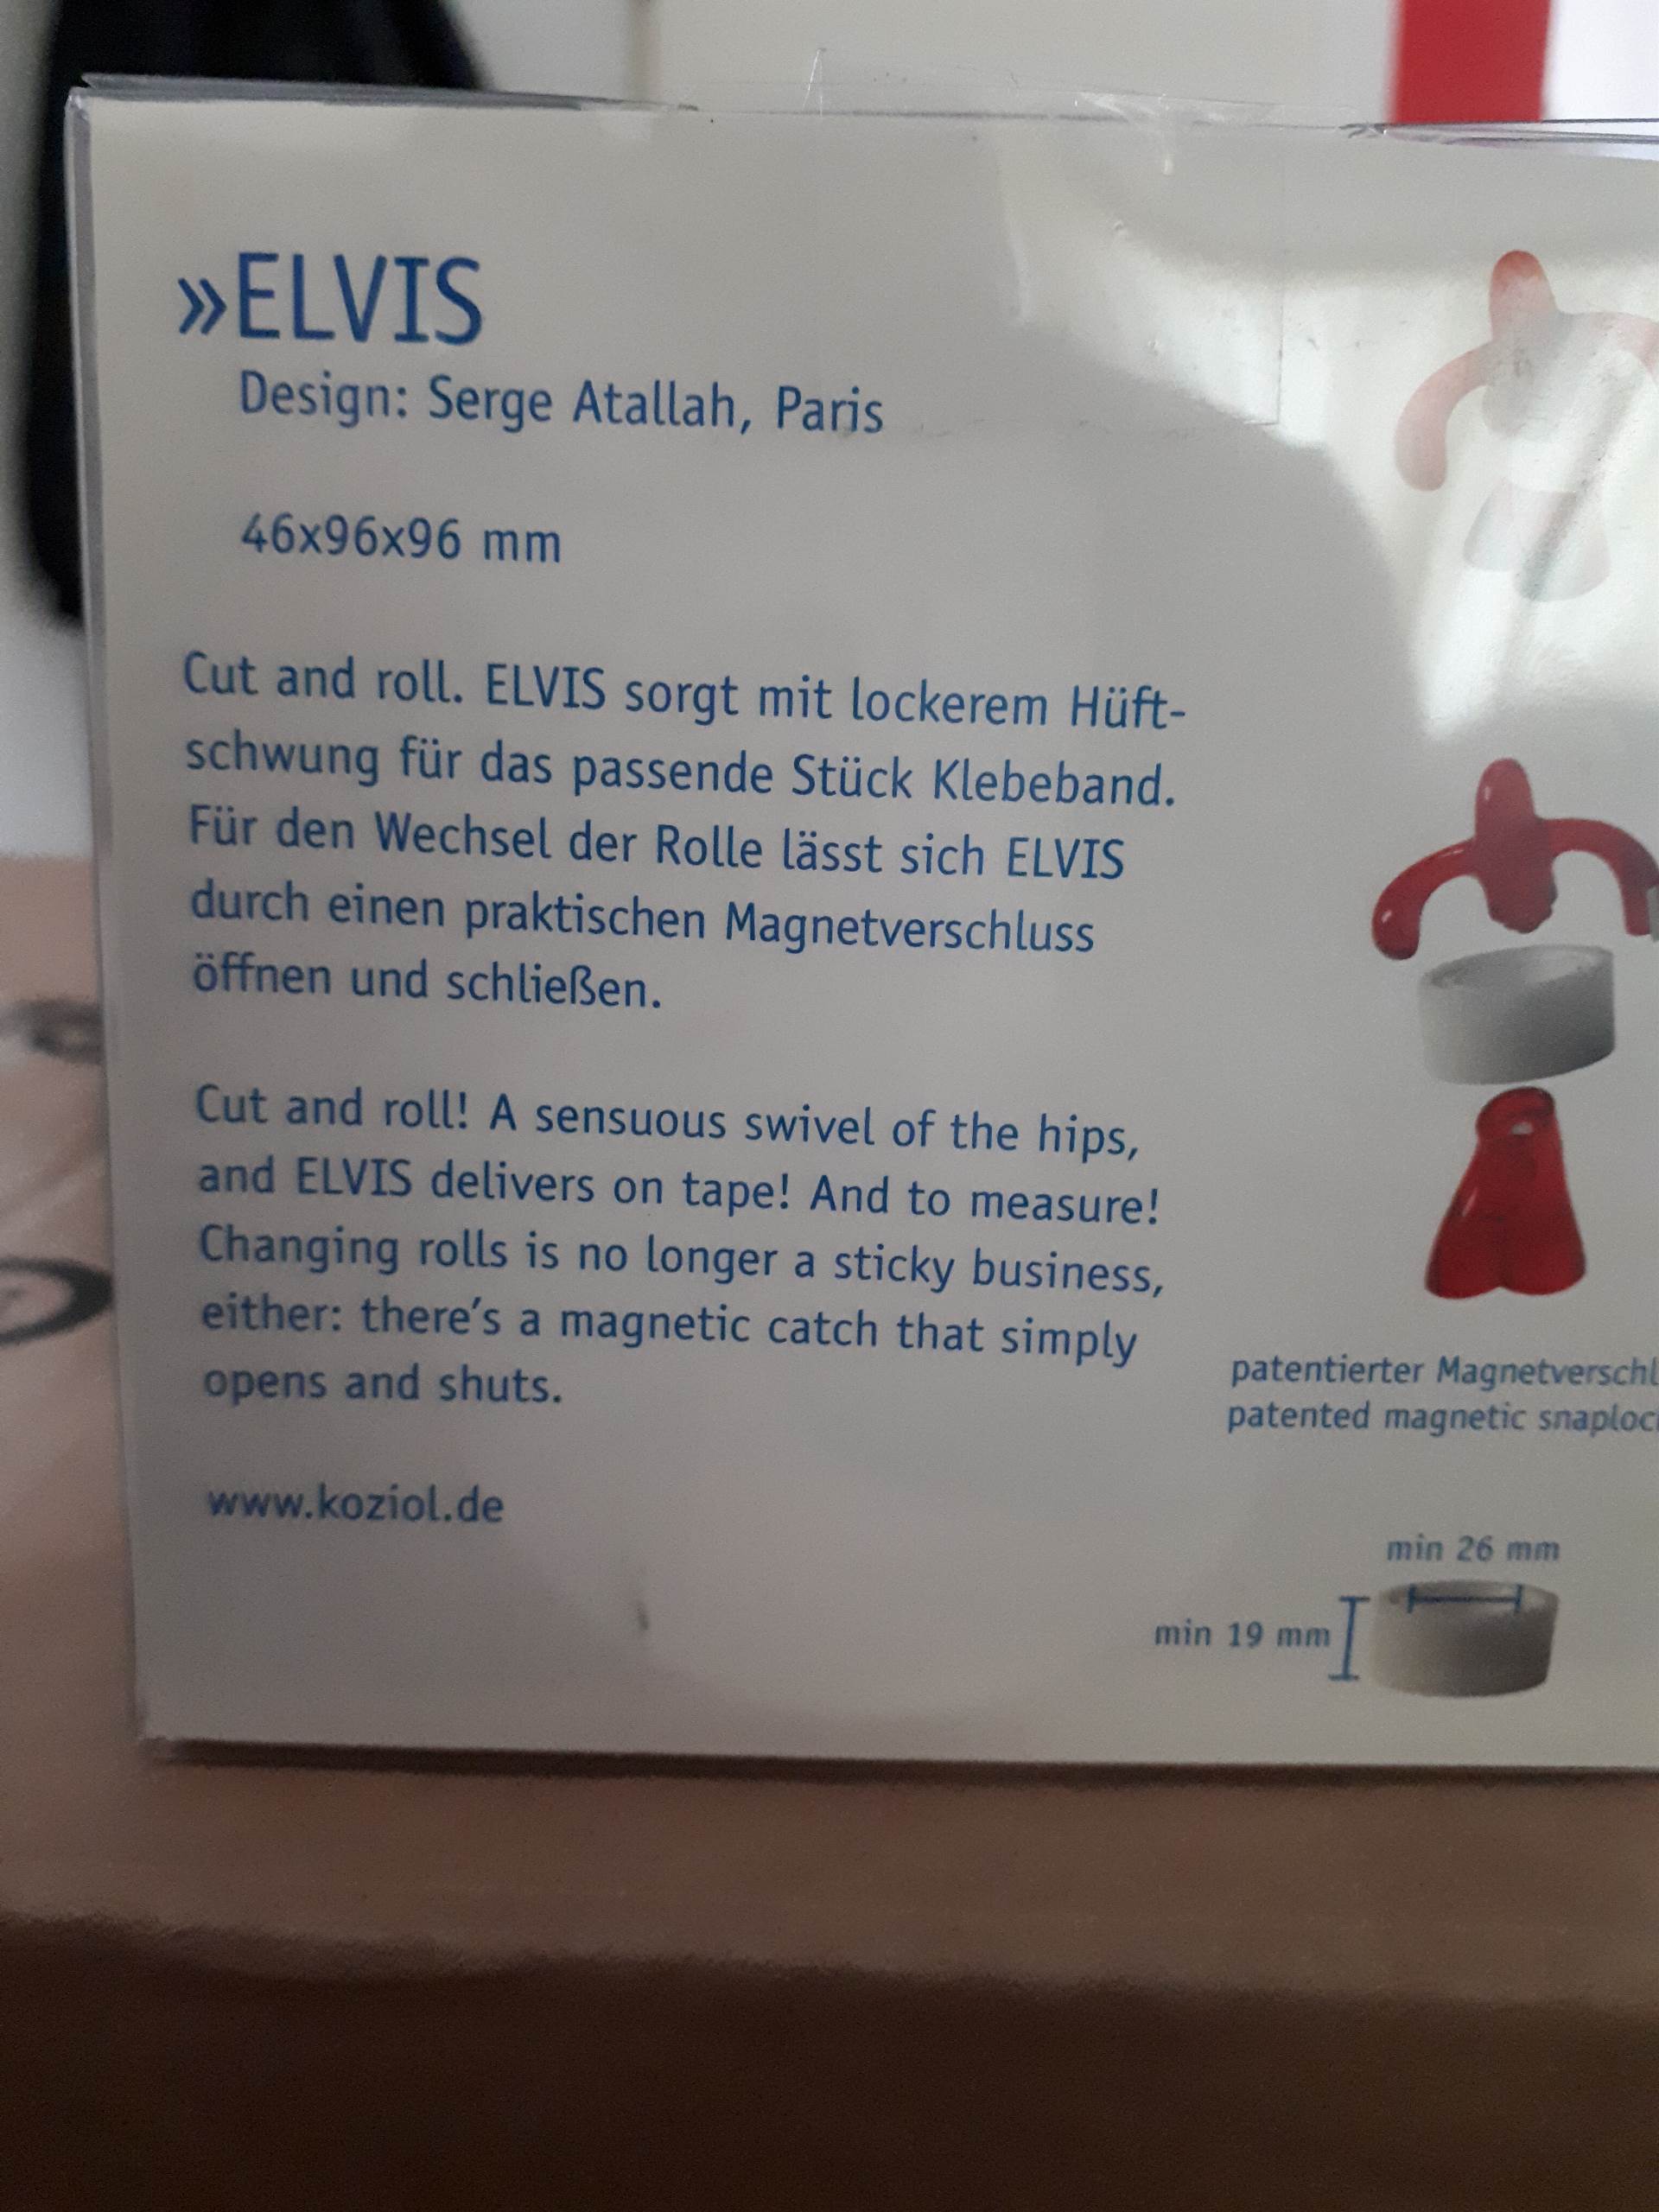 »ELVIS
Design: Serge Atallah, Paris
46x96x96 mm
Cut and roll. ELVIS sorgt mit lockerem Hüft-
schwung für das passende Stück Klebeband.
Für den Wechsel der Rolle lässt sich ELVIS
durch einen praktischen Magnetverschluss
öffnen und schließen.
Cut and roll! A sensuous swivel of the hips,
and ELVIS delivers on tape! And to measure!
Changing rolls is no longer a sticky business,
either: there's a magnetic catch that simply
opens and shuts.
www.koziol.de
patentierter
patented magnetic
min 26 mm
min 19 mm